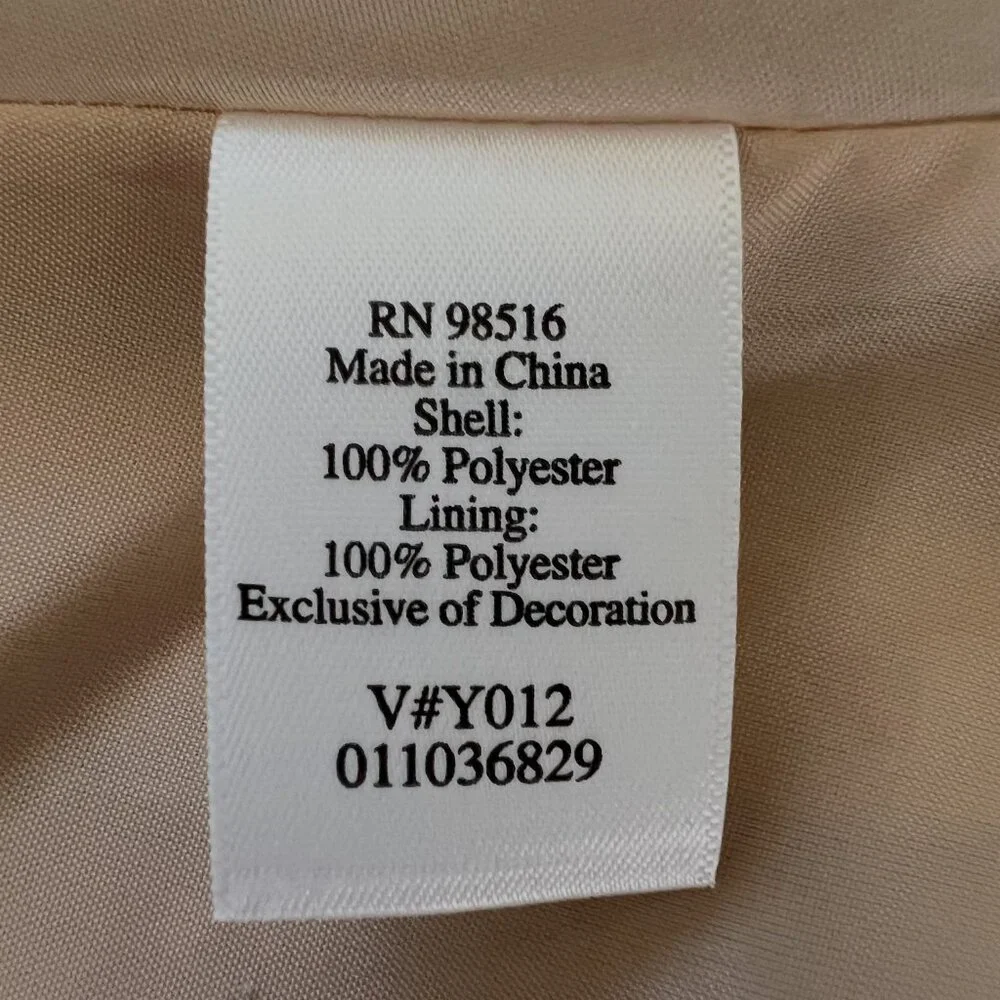 RN 98516
Made in China
Shell:
100% Polyester
Lining:
100% Polyester
Exclusive of Decoration
V#Y012
011036829